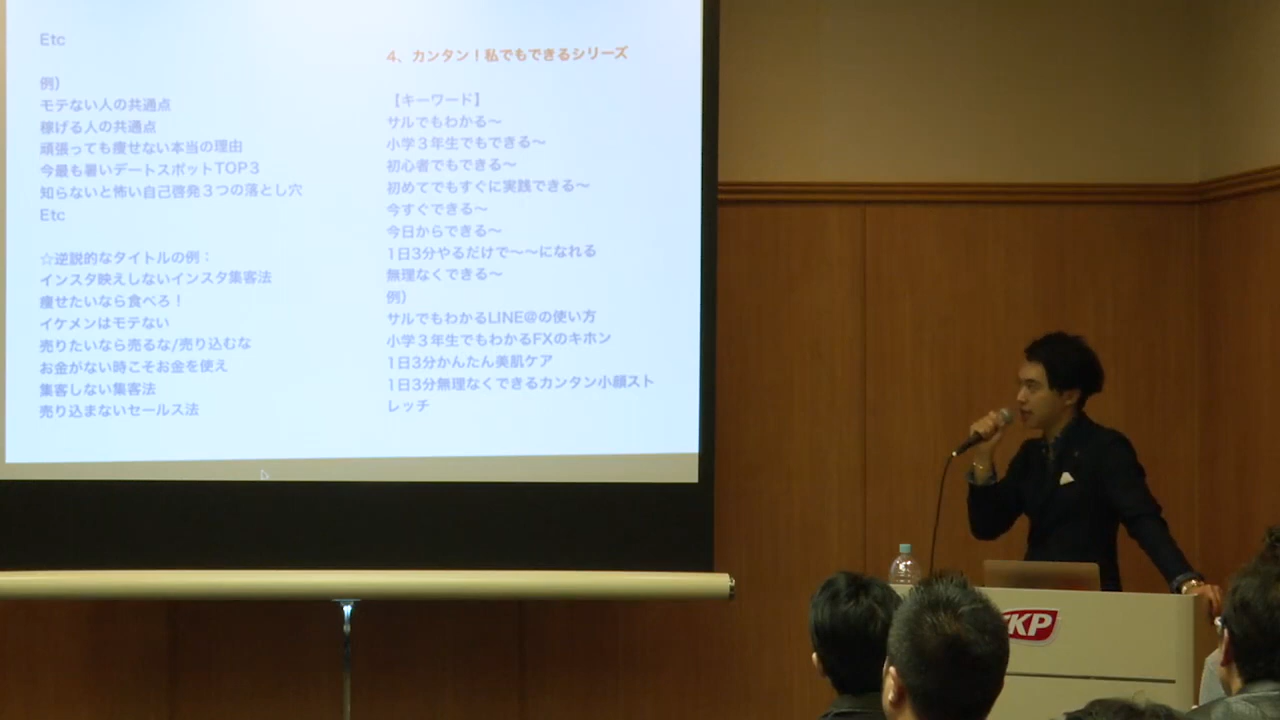 Etc
例）
モテない人の共通点
稼げる人の共通点
頑張っても痩せない本当の理由
今最も暑いデートスポットTOP３
知らないと怖い自己啓発３つの落とし穴
Etc
☆逆説的なタイトルの例：
インスタ映えしないインスタ集客法
痩せたいなら食べろ！
イケメンはモテない
売りたいなら売るな/売り込むな
お金がない時こそお金を使え
集客しない集客法
売り込まないセールス法
4、カンタン！私でもできるシリーズ
【キーワード】
サルでもわかる〜
小学３年生でもできる〜
初心者でもできる〜
初めてでもすぐに実践できる〜
今すぐできる〜
今日からできる〜
1日3分やるだけで〜〜になれる
無理なくできる〜
例）
サルでもわかるLINE@の使い方
小学３年生でもわかるFXのキホン
1日3分かんたん美肌ケア
1日3分無理なくできるカンタン小顔スト
レッチ
TKP